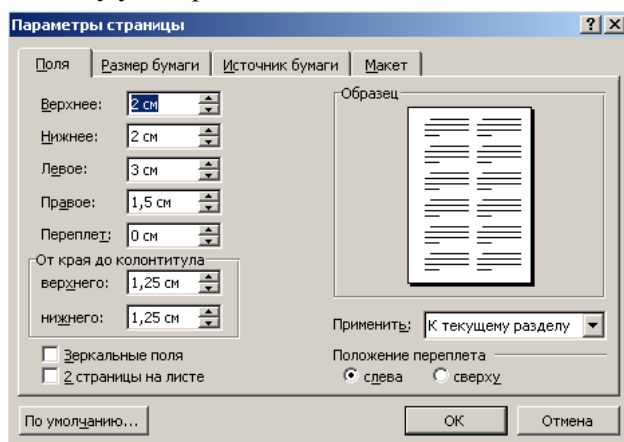 Параметры страницы
Поля Размер бумаги Источник бумаги Макет
Верхнее: 2 см
Нижнее: 2 см
Левое: 3 см
Правое: 1,5 см
Переплет: 0 см
От края до колонтитула
верхнего: 1,25 см
нижнего: 1,25 см
Зеркальные поля
2 страницы на листе
Образец
Применить: К текущему разделу
Положение переплета
слева сверху
По умолчанию... ОК Отмена